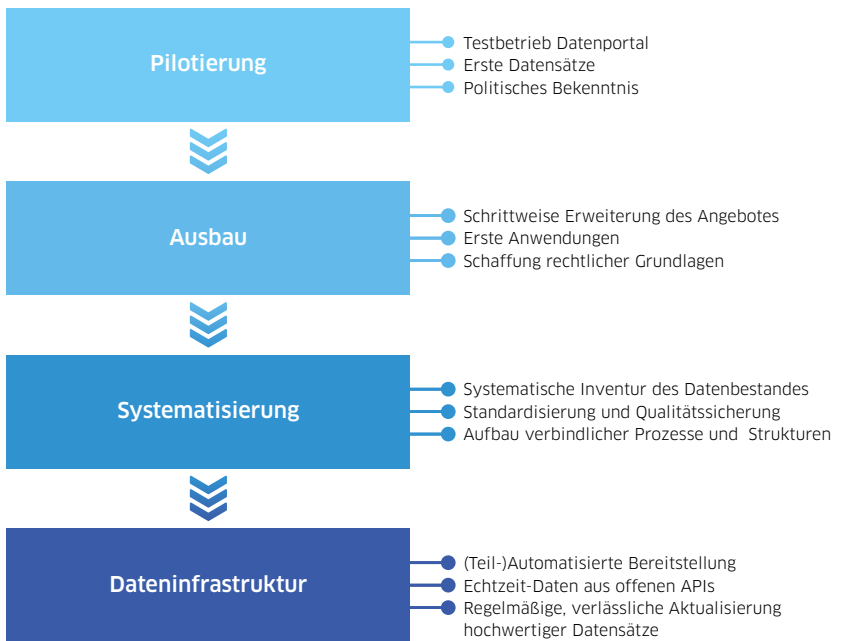 Pilotierung
Testbetrieb Datenportal
Erste Datensätze
Politisches Bekenntnis
Ausbau
Schrittweise Erweiterung des Angebotes
Erste Anwendungen
Schaffung rechtlicher Grundlagen
Systematisierung
Systematische Inventur des Datenbestandes
Standardisierung und Qualitätssicherung
Aufbau verbindlicher Prozesse und  Strukturen
Dateninfrastruktur
(Teil-)Automatisierte Bereitstellung
Echtzeit-Daten aus offenen APIs
Regelmäßige, verlässliche Aktualisierung
hochwertiger Datensätze